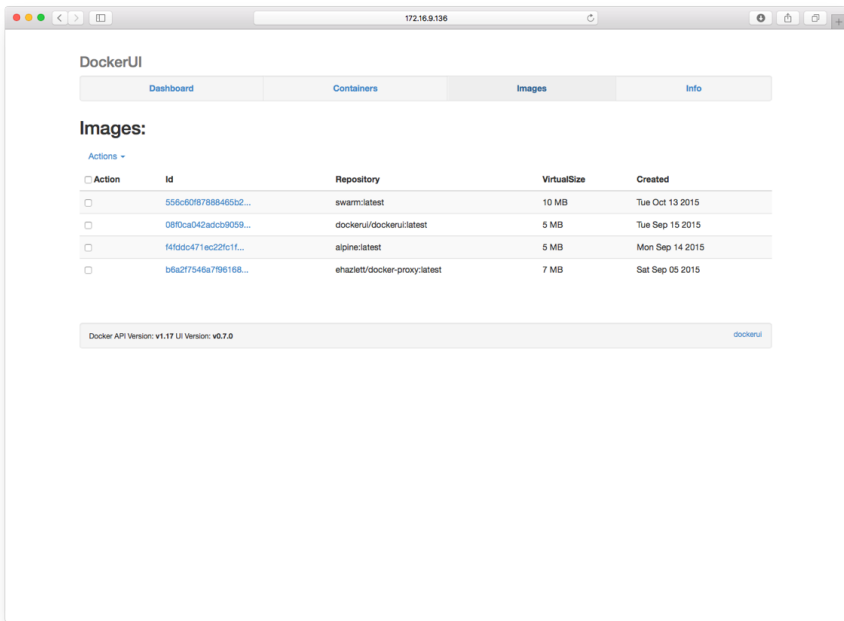 172.16.9.136
DockerUI
Dashboard Containers Images Info
Images:
Actions
Action Id Repository VirtualSize Created
556c60f87888465b2... swarm:latest 10 MB Tue Oct 13 2015
08f0ca042adcb9059... dockerui/dockerui:latest 5 MB Tue Sep 15 2015
f4fddc471ec22fc1f... alpine:latest 5 MB Mon Sep 14 2015
b6a2f7546a7f96168... ehazlett/docker-proxy:latest 7 MB Sat Sep 05 2015
Docker API Version: v1.17 UI Version: v0.7.0 dockerui